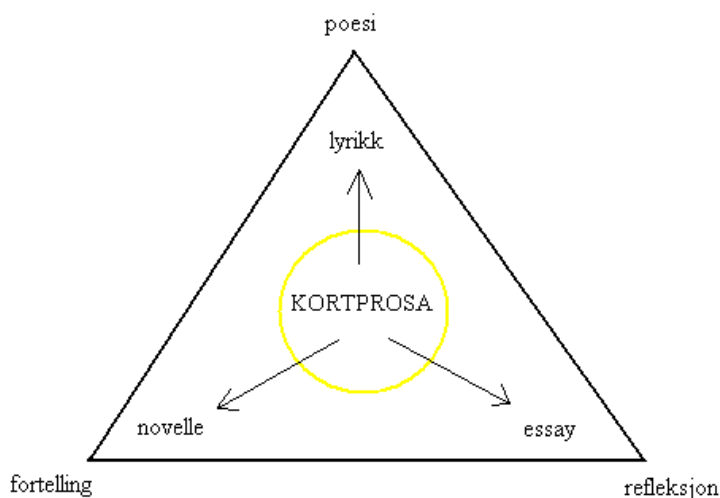 poesi
lyrikk
KORTPROSA
novelle
essay
fortelling
refleksjon